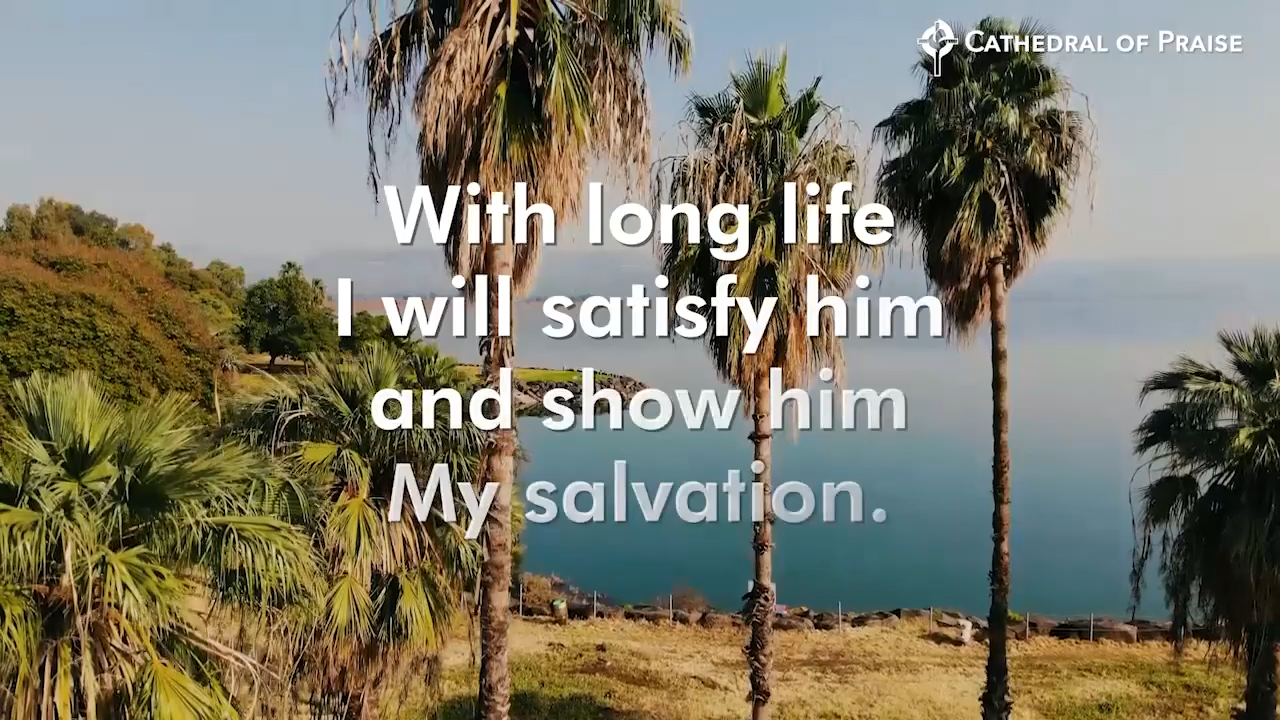 CATHEDRAL OF PRAISE
With long life
I will satisfy him
and show him
My salvation.